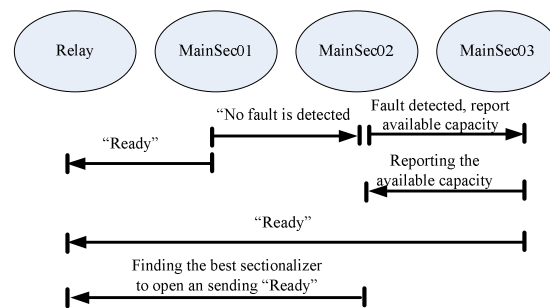 Relay
MainSec01
MainSec02
MainSec03
“No fault is detected
Fault detected, report
available capacity
“Ready”
Reporting the
available capacity
“Ready”
Finding the best sectionalizer
to open an sending “Ready”